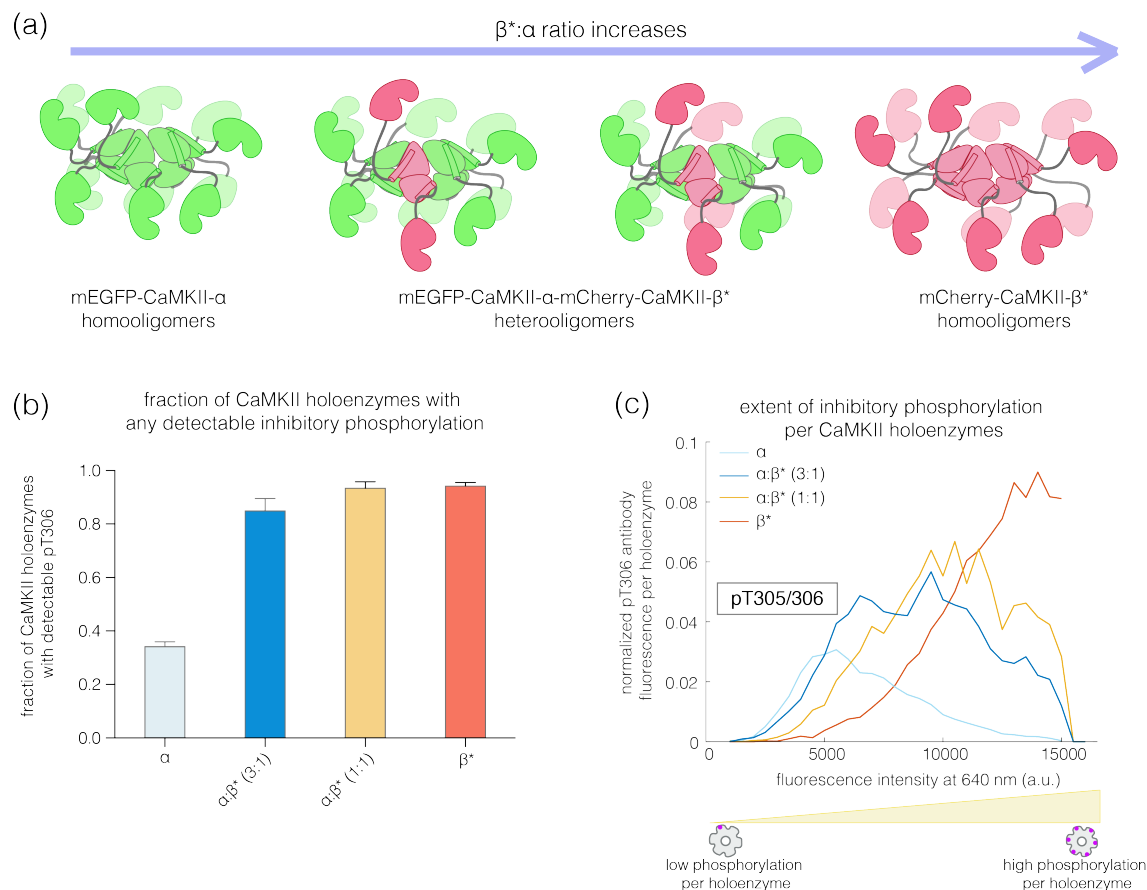 (a)
β*:α ratio increases
mEGFP-CaMKII-α
homooligomers
mEGFP-CaMKII-α-mCherry-CaMKII-β*
heterooligomers
mCherry-CaMKII-β*
homooligomers
(b)
fraction of CaMKII holoenzymes with
any detectable inhibitory phosphorylation
fraction of CaMKII holoenzymes
with detectable pT306
1.0
0.8
0.6
0.4
0.2
0.0
α
α:β* (3:1)
α:β* (1:1)
β*
(c)
extent of inhibitory phosphorylation
per CaMKII holoenzymes
normalized pT306 antibody
fluorescence per holoenzyme
0.1
0.08
0.06
0.04
0.02
0
α
α:β* (3:1)
α:β* (1:1)
β*
pT305/306
0
5000
10000
15000
fluorescence intensity at 640 nm (a.u.)
low phosphorylation
per holoenzyme
high phosphorylation
per holoenzyme